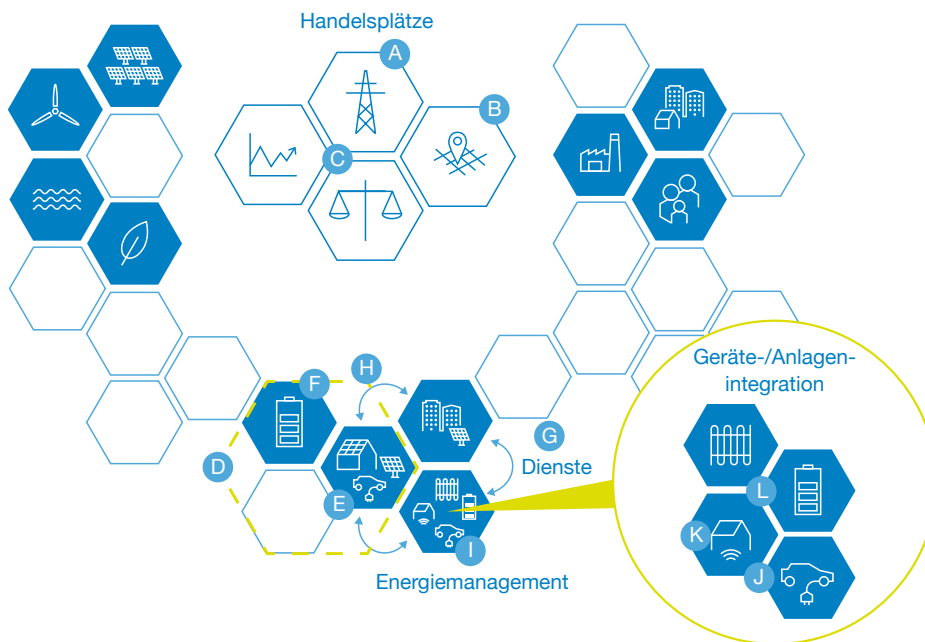 Handelsplätze
A
B
C
H
F
G
D
Dienste
E
I
Energiemanagement
Geräte-/Anlagen-
integration
L
K
J